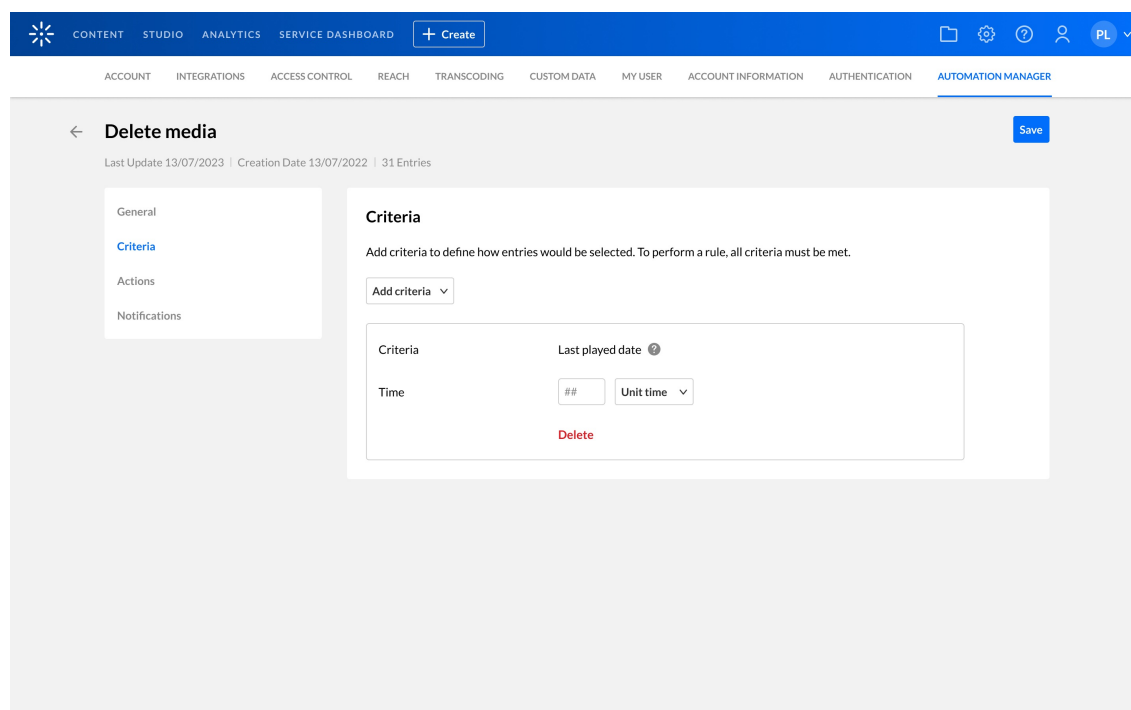 CONTENT STUDIO ANALYTICS SERVICE DASHBOARD + Create PL
ACCOUNT INTEGRATIONS ACCESS CONTROL REACH TRANSCODING CUSTOM DATA MY USER ACCOUNT INFORMATION AUTHENTICATION AUTOMATION MANAGER
Delete media Save
Last Update 13/07/2023 | Creation Date 13/07/2022 | 31 Entries
General
Criteria
Actions
Notifications
Criteria
Add criteria to define how entries would be selected. To perform a rule, all criteria must be met.
Add criteria
Criteria Last played date ?
Time ## Unit time
Delete